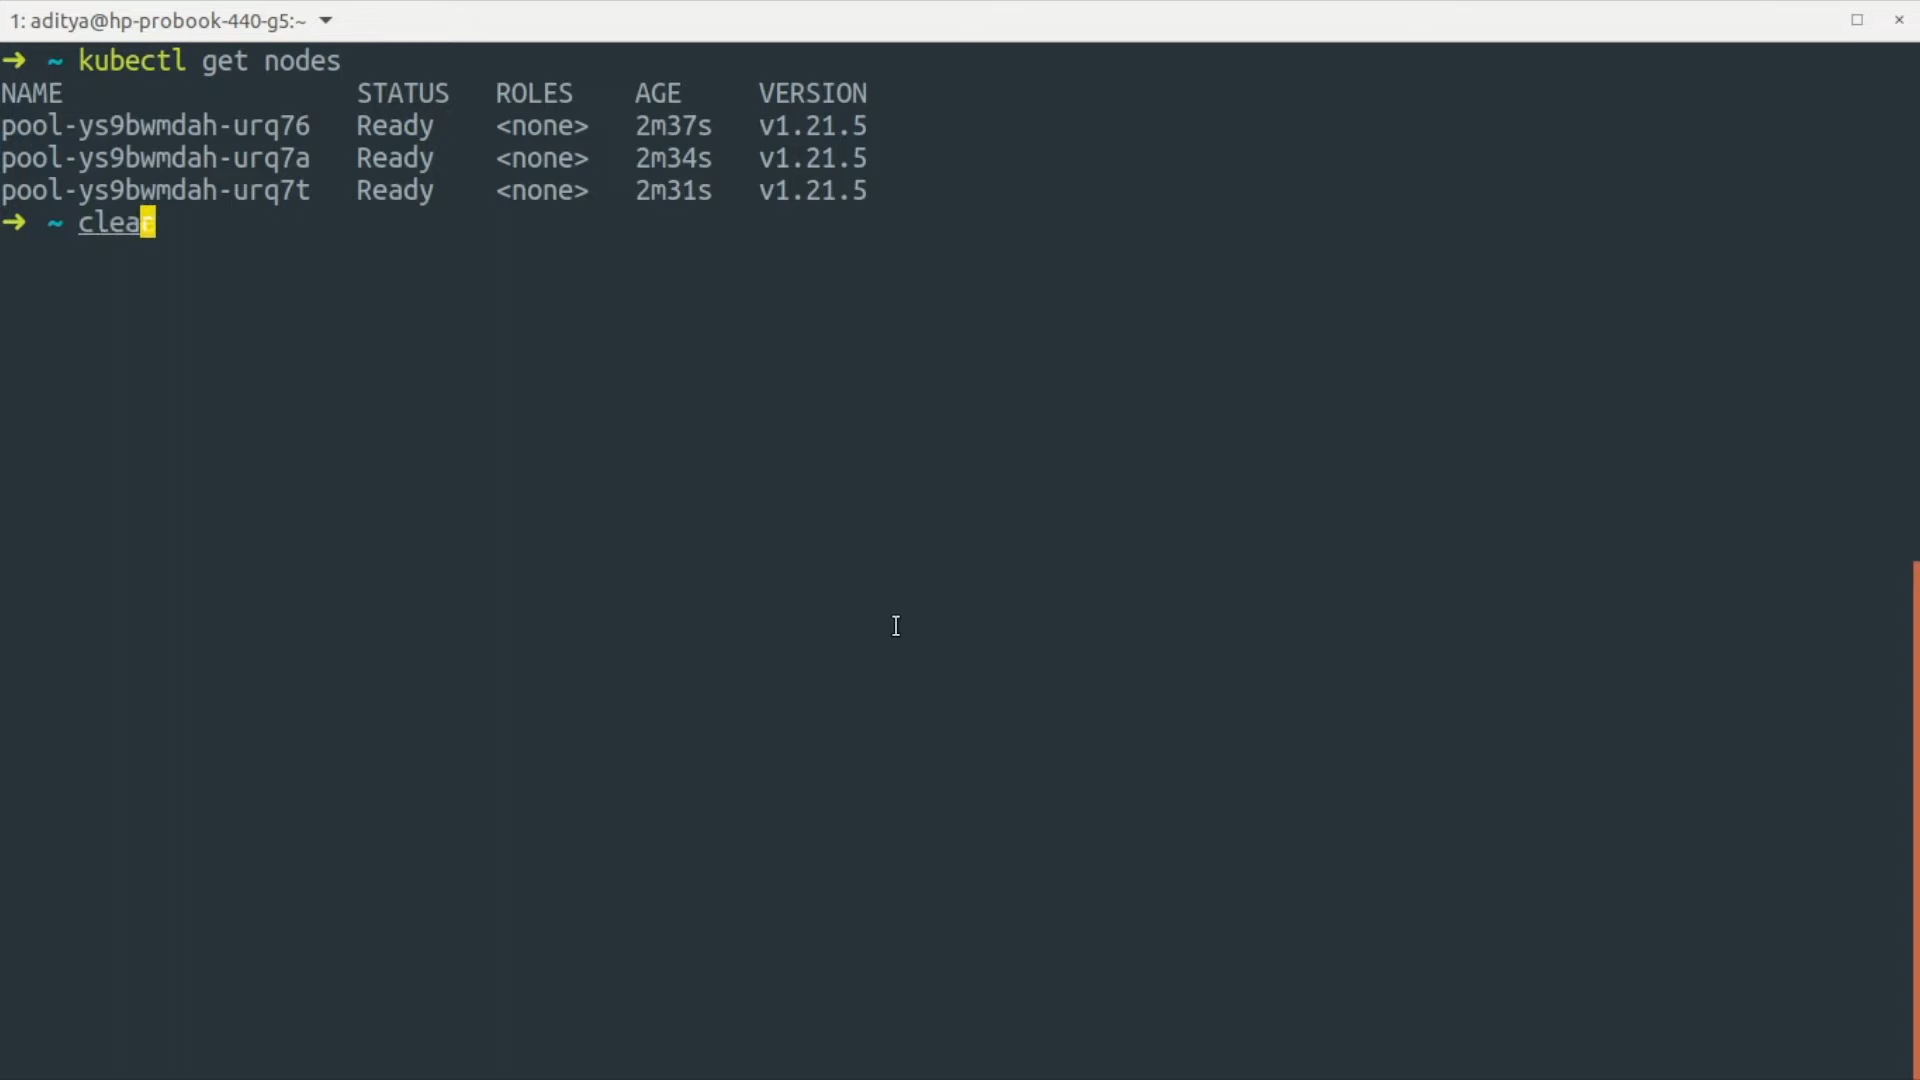 1: aditya@hp-probook-440-g5:~
➜ ~ kubectl get nodes
NAME STATUS ROLES AGE VERSION
pool-ys9bwmdah-urq76 Ready <none> 2m37s v1.21.5
pool-ys9bwmdah-urq7a Ready <none> 2m34s v1.21.5
pool-ys9bwmdah-urq7t Ready <none> 2m31s v1.21.5
➜ ~ clear